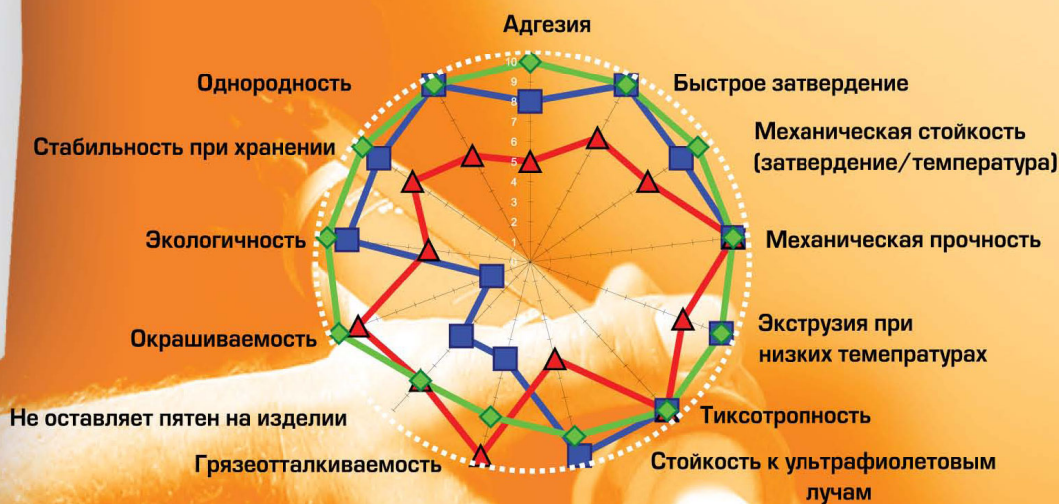 Адгезия
Однородность
Быстрое затвердение
Стабильность при хранении
Механическая стойкость
(затвердение/температура)
Экологичность
Механическая прочность
Окрашиваемость
Экструзия при
низких темепратурах
Не оставляет пятен на изделии
Тиксотропность
Грязеотталкиваемость
Стойкость к ультрафиолетовым
лучам
10
9
8
7
6
5
4
3
2
1
0